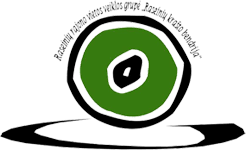 Raseinių rajono vietos veiklos grupė „Raseinių krašto bendrija“